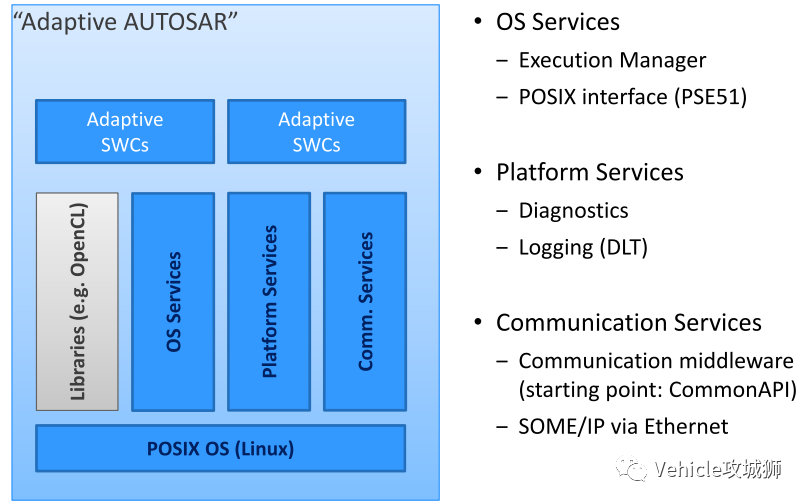 “Adaptive AUTOSAR”
Adaptive
SWCs
Adaptive
SWCs
Libraries (e.g. OpenCL)
OS Services
Platform Services
Comm. Services
POSIX OS (Linux)
• OS Services
– Execution Manager
– POSIX interface (PSE51)
• Platform Services
– Diagnostics
– Logging (DLT)
• Communication Services
– Communication middleware
(starting point: CommonAPI)
– SOME/IP via Ethernet
Vehicle攻城狮